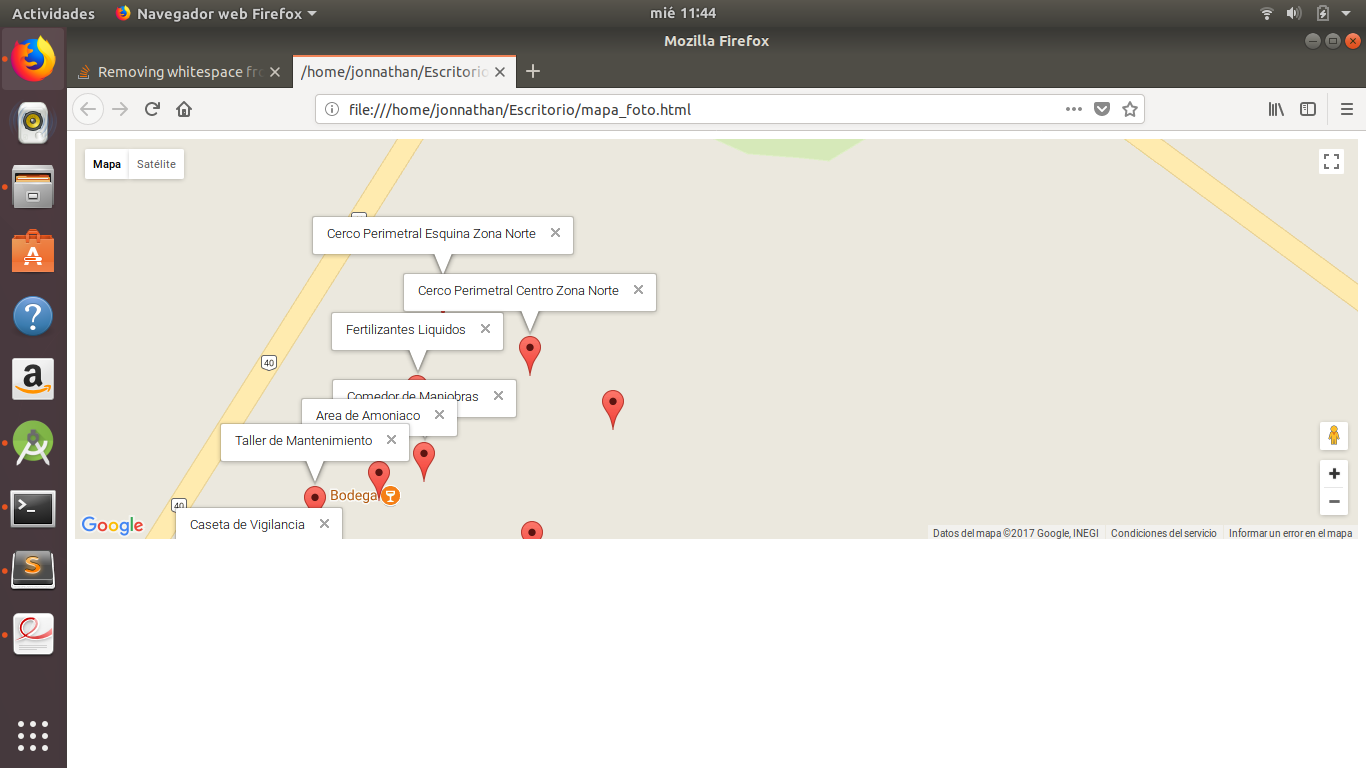 Actividades
Navegador web Firefox
mié 11:44
Mozilla Firefox
Removing whitespace fro
/home/jonnathan/Escritorio
file:///home/jonnathan/Escritorio/mapa_foto.html
Mapa
Satélite
Cerco Perimetral Esquina Zona Norte
Cerco Perimetral Centro Zona Norte
Fertilizantes Liquidos
40
Comedor de Maniobras
Area de Amoniaco
Taller de Mantenimiento
Bodega
40
Caseta de Vigilancia
Google
Datos del mapa ©2017 Google, INEGI
Condiciones del servicio
Informar un error en el mapa